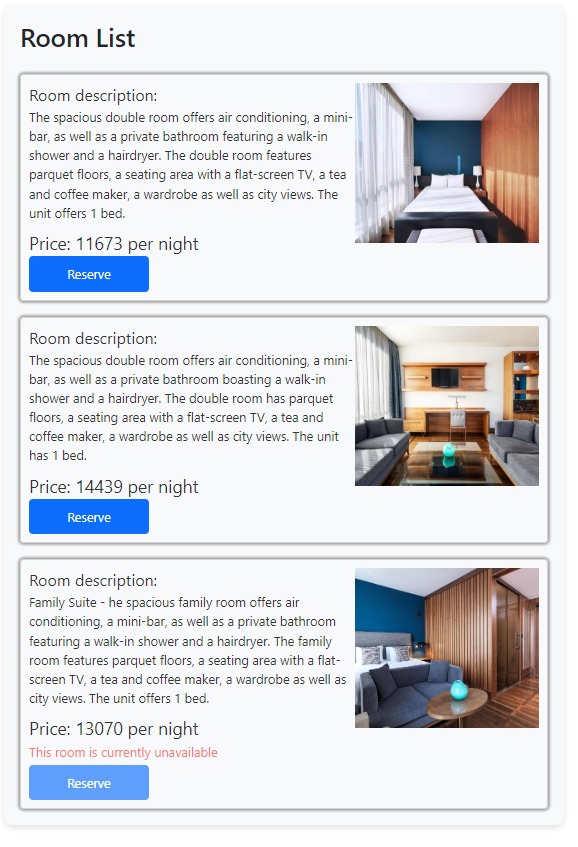 Room List
Room description:
The spacious double room offers air conditioning, a mini-
bar, as well as a private bathroom featuring a walk-in
shower and a hairdryer. The double room features
parquet floors, a seating area with a flat-screen TV, a tea
and coffee maker, a wardrobe as well as city views. The
unit offers 1 bed.
Price: 11673 per night
Reserve
Room description:
The spacious double room offers air conditioning, a mini-
bar, as well as a private bathroom boasting a walk-in
shower and a hairdryer. The double room has parquet
floors, a seating area with a flat-screen TV, a tea and
coffee maker, a wardrobe as well as city views. The unit
has 1 bed.
Price: 14439 per night
Reserve
Room description:
Family Suite - he spacious family room offers air
conditioning, a mini-bar, as well as a private bathroom
featuring a walk-in shower and a hairdryer. The family
room features parquet floors, a seating area with a flat-
screen TV, a tea and coffee maker, a wardrobe as well as
city views. The unit offers 1 bed.
Price: 13070 per night
This room is currently unavailable
Reserve